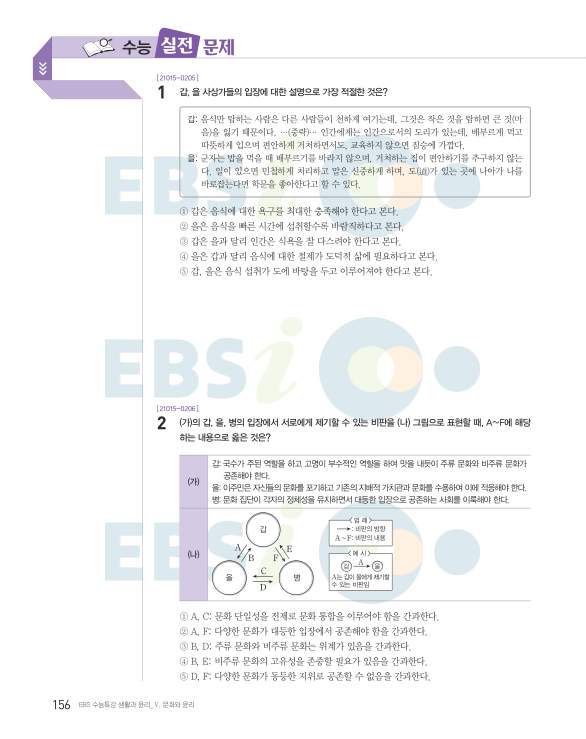 수능 실전 문제
[21015-0205]
1 갑, 을 사상가들의 입장에 대한 설명으로 가장 적절한 것은?
갑: 음식만 탐하는 사람은 다른 사람들이 천하게 여기는데, 그것은 작은 것을 탐하면 큰 것(마
음)을 잃기 때문이다. …(중략)… 인간에게는 인간으로서의 도리가 있는데, 배부르게 먹고
따뜻하게 입으며 편안하게 거처하면서도, 교육하지 않으면 짐승에 가깝다.
을: 군자는 밥을 먹을 때 배부르기를 바라지 않으며, 거처하는 집이 편안하기를 추구하지 않는
다. 일이 있으면 민첩하게 처리하고 말은 신중하게 하며, 도(道)가 있는 곳에 나아가 나를
바로잡는다면 학문을 좋아한다고 할 수 있다.
① 갑은 음식에 대한 욕구를 최대한 충족해야 한다고 본다.
② 을은 음식을 빠른 시간에 섭취할수록 바람직하다고 본다.
③ 갑은 을과 달리 인간은 식욕을 잘 다스려야 한다고 본다.
④ 을은 갑과 달리 음식에 대한 절제가 도덕적 삶에 필요하다고 본다.
⑤ 갑, 을은 음식 섭취가 도에 바탕을 두고 이루어져야 한다고 본다.
EBSi
EBSi
[21015-0206]
2 (가)의 갑, 을, 병의 입장에서 서로에게 제기할 수 있는 비판을 (나) 그림으로 표현할 때, A~F에 해당
하는 내용으로 옳은 것은?
(가)
갑: 국수가 주된 역할을 하고 고명이 부수적인 역할을 하여 맛을 내듯이 주류 문화와 비주류 문화가
공존해야 한다.
을: 이주민은 자신들의 문화를 포기하고 기존의 지배적 가치관과 문화를 수용하여 이에 적응해야 한다.
병: 문화 집단이 각자의 정체성을 유지하면서 대등한 입장으로 공존하는 사회를 이룩해야 한다.
(나)
갑
A B
F E
을 C 병
D
<범 례>
: 비판의 방향
A~F: 비판의 내용
<예 시>
갑 A 을
A는 갑이 을에게 제기할
수 있는 비판임
① A, C: 문화 단일성을 전제로 문화 통합을 이루어야 함을 간과한다.
② A, F: 다양한 문화가 대등한 입장에서 공존해야 함을 간과한다.
③ B, D: 주류 문화와 비주류 문화는 위계가 있음을 간과한다.
④ B, E: 비주류 문화의 고유성을 존중할 필요가 있음을 간과한다.
⑤ D, F: 다양한 문화가 동등한 지위로 공존할 수 없음을 간과한다.
156 EBS 수능특강 생활과 윤리_ V. 문화와 윤리